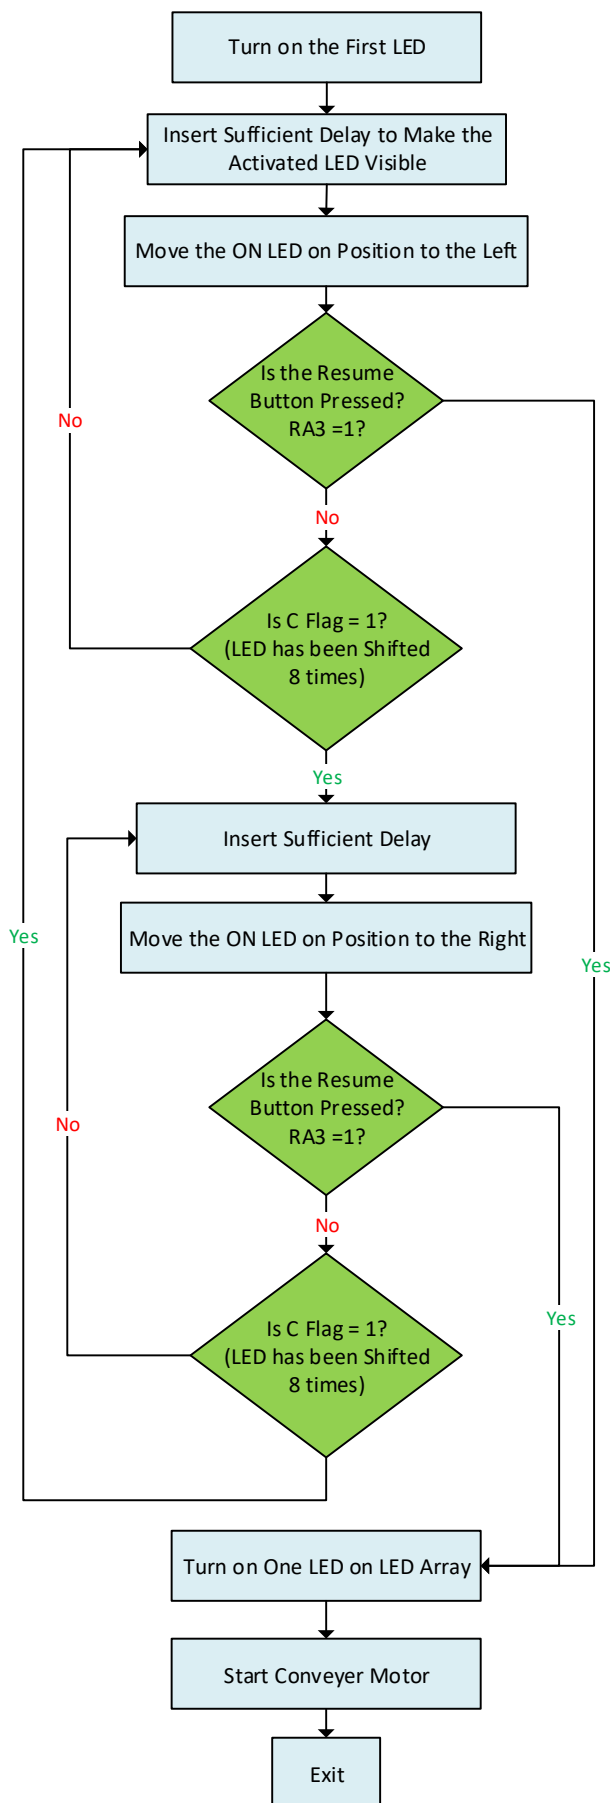 Turn on the First LED
Insert Sufficient Delay to Make the
Activated LED Visible
Move the ON LED on Position to the Left
Is the Resume
Button Pressed?
RA3 =1?
No
No
Is C Flag = 1?
(LED has been Shifted
8 times)
Yes
Insert Sufficient Delay
Move the ON LED on Position to the Right
Yes
Yes
Is the Resume
Button Pressed?
RA3 =1?
No
No
Is C Flag = 1?
(LED has been Shifted
8 times)
Yes
Turn on One LED on LED Array
Start Conveyer Motor
Exit